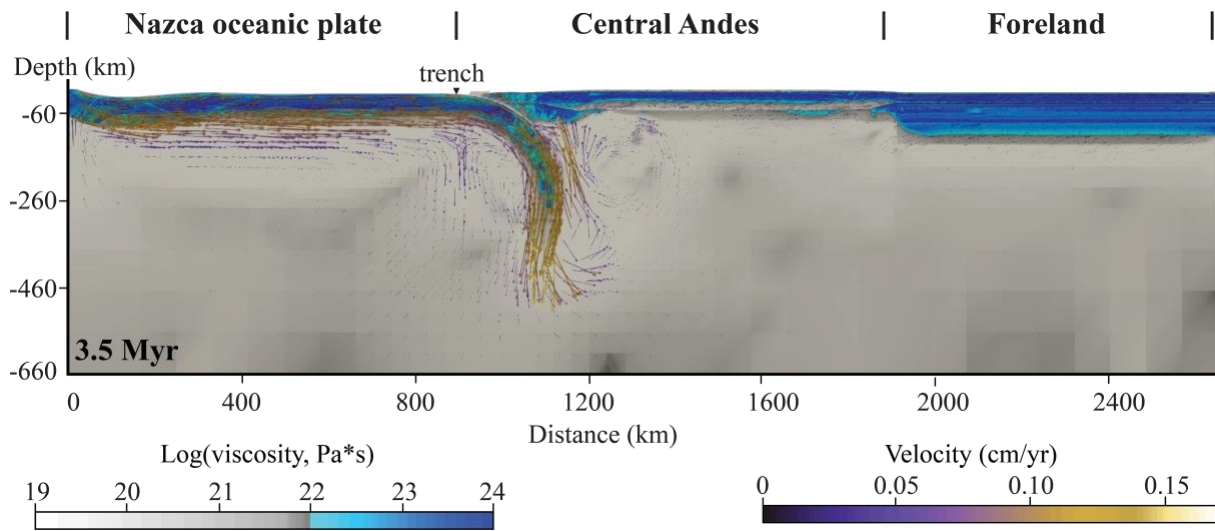 Nazca oceanic plate Central Andes Foreland
Depth (km)
trench
-60
-260
-460
3.5 Myr
-660
0 400 800 1200 1600 2000 2400
Distance (km)
Log(viscosity, Pa*s) Velocity (cm/yr)
19 20 21 22 23 24 0 0.05 0.10 0.15